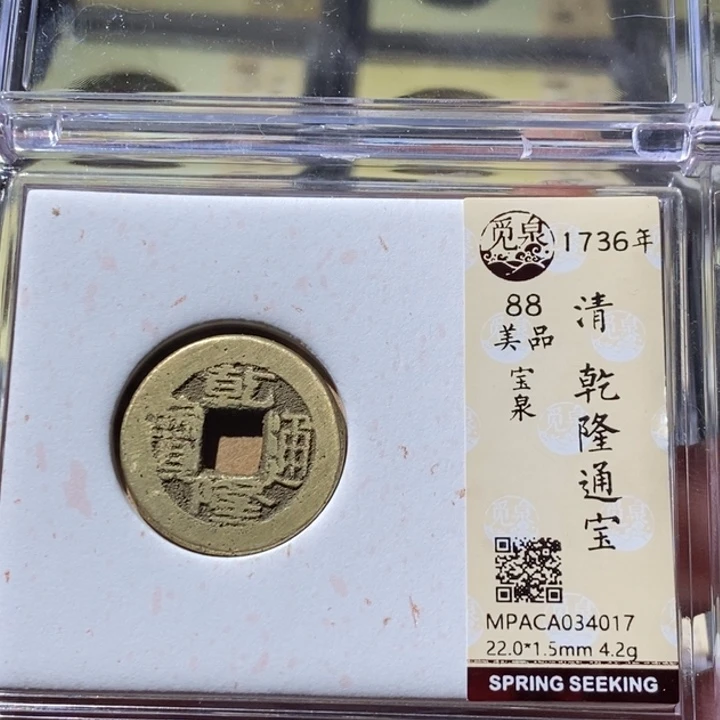 乾隆通寶
觅泉
1736年
88
美品
宝泉
清 乾隆通宝
MPACA034017
22.0*1.5mm 4.2g
SPRING SEEKING